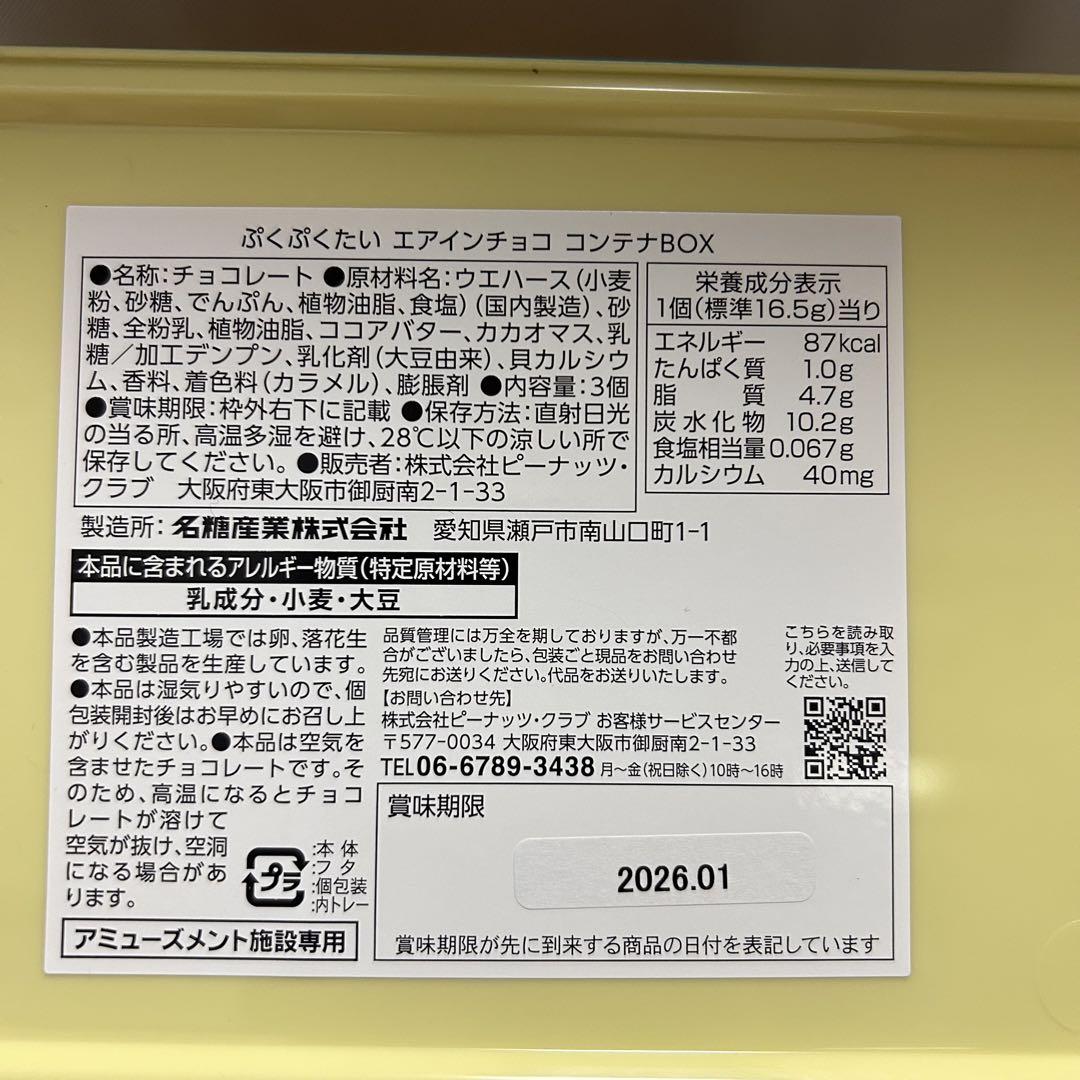 ぷくぷくたい エアインチョコ コンテナBOX
●名称:チョコレート ●原材料名:ウエハース(小麦
粉、砂糖、でんぷん、植物油脂、食塩)(国内製造)、砂
糖、全粉乳、植物油脂、ココアバター、カカオマス、乳
糖/加工デンプン、乳化剤(大豆由来)、貝カルシウ
ム、香料、着色料(カラメル)、膨脹剤 ●内容量:3個
●賞味期限:枠外右下に記載 ●保存方法:直射日光
の当る所、高温多湿を避け、28℃以下の涼しい所で
保存してください。●販売者:株式会社ピーナッツ・
クラブ 大阪府東大阪市御厨南2-1-33
栄養成分表示
1個(標準16.5g)当り
エネルギー 87kcal
たんぱく質 1.0g
脂質 4.7g
炭水化物 10.2g
食塩相当量 0.067g
カルシウム 40mg
製造所:名糖産業株式会社 愛知県瀬戸市南山口町1-1
本品に含まれるアレルギー物質(特定原材料等)
乳成分・小麦・大豆
●本品製造工場では卵、落花生
を含む製品を生産しています。
●本品は湿気りやすいので、個
包装開封後はお早めにお召し上
がりください。●本品は空気を
含ませたチョコレートです。そ
のため、高温になるとチョコ
レートが溶けて
空気が抜け、空洞
になる場合があ
ります。
プラ
:本体
:フタ
:個包装
:内トレー
アミューズメント施設専用
品質管理には万全を期しておりますが、万一不都
合がございましたら、包装ごと現品をお問い合わせ
先宛にお送りください。代品をお送りいたします。
【お問い合わせ先】
株式会社ピーナッツ・クラブ お客様サービスセンター
〒577-0034 大阪府東大阪市御厨南2-1-33
TEL06-6789-3438 月~金(祝日除く)10時~16時
こちらを読み取
り、必要事項を入
力の上、送信して
ください。
賞味期限
2026.01
賞味期限が先に到来する商品の日付を表記しています